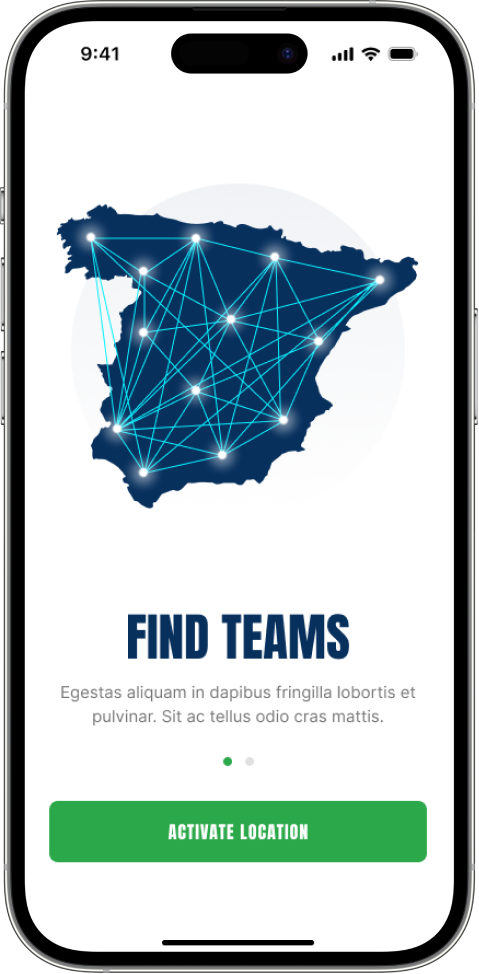 9:41
FIND TEAMS
Egestas aliquam in dapibus fringilla lobortis et
pulvinar. Sit ac tellus odio cras mattis.
ACTIVATE LOCATION